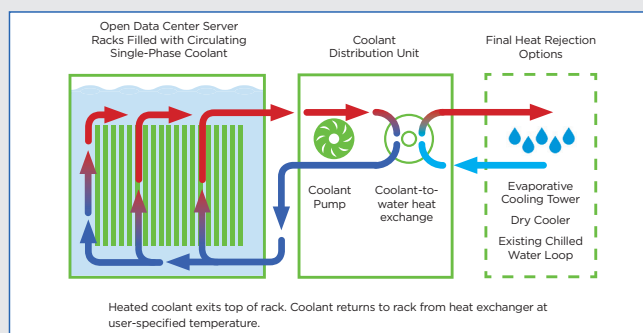 Open Data Center Server
Racks Filled with Circulating
Single-Phase Coolant
Coolant
Distribution Unit
Final Heat Rejection
Options
Coolant
Pump
Coolant-to-
water heat
exchange
Evaporative
Cooling Tower
Dry Cooler
Existing Chilled
Water Loop
Heated coolant exits top of rack. Coolant returns to rack from heat exchanger at
user-specified temperature.